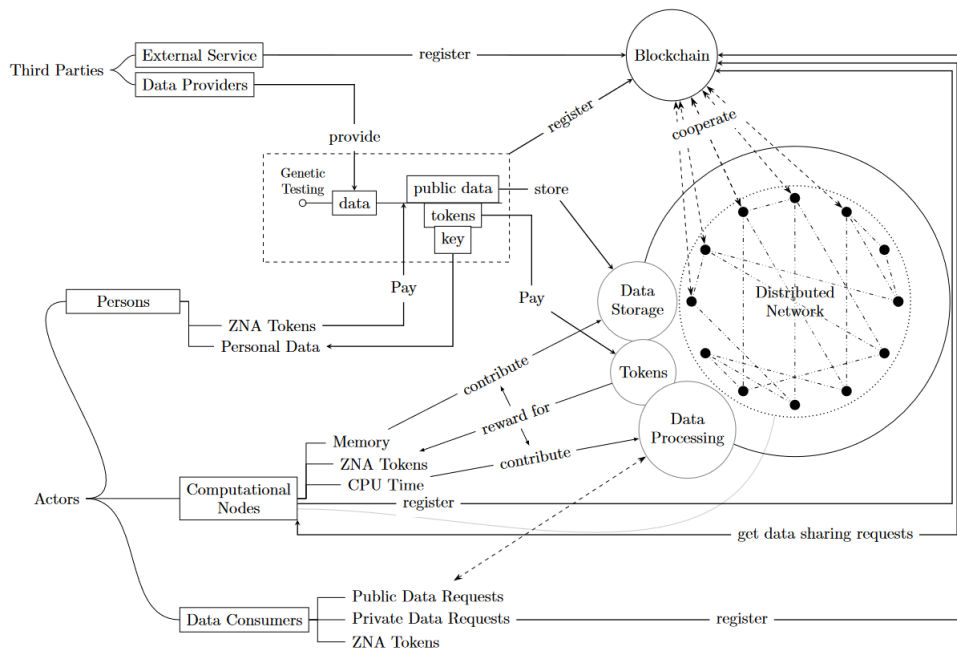 External Service
register
Blockchain
Third Parties
Data Providers
register
cooperate
provide
Genetic
Testing
public data
store
data
tokens
key
Pay
Pay
Data
Storage
Distributed
Network
Persons
ZNA Tokens
Personal Data
contribute
Tokens
reward for
Data
Processing
Memory
ZNA Tokens
contribute
CPU Time
Actors
Computational
Nodes
register
get data sharing requests
Public Data Requests
Data Consumers
Private Data Requests
register
ZNA Tokens